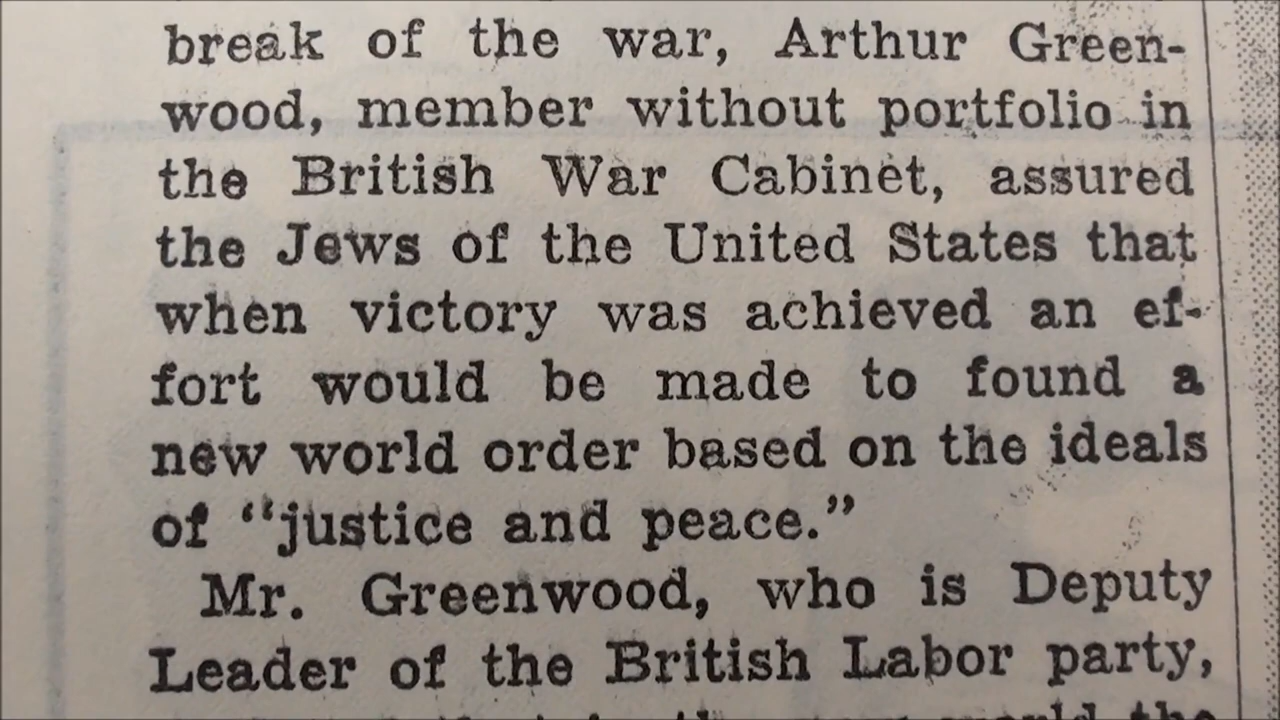 break of the war, Arthur Green-
wood, member without portfolio in
the British War Cabinet, assured
the Jews of the United States that
when victory was achieved an ef-
fort would be made to found a
new world order based on the ideals
of "justice and peace."
Mr. Greenwood, who is Deputy
Leader of the British Labor party,
world the